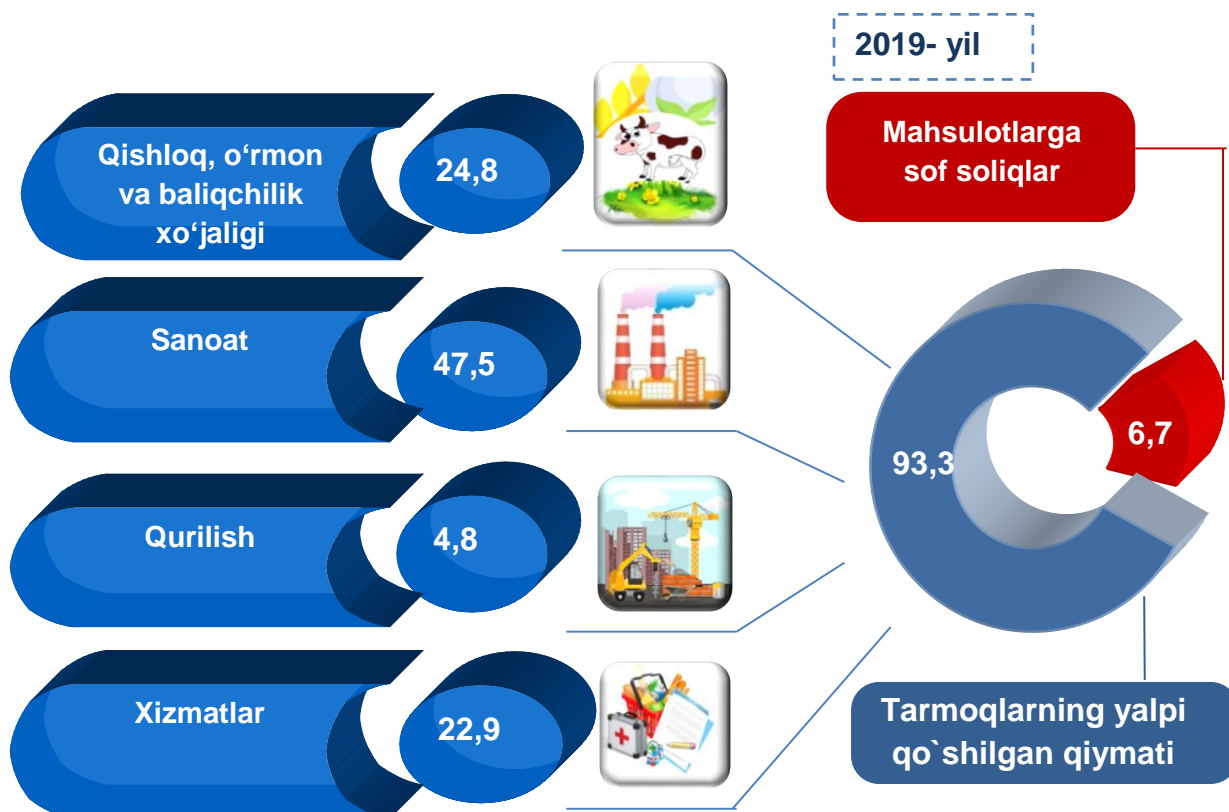 2019- yil
Qishloq, o‘rmon
va baliqchilik
xo‘jaligi
24,8
Mahsulotlarga
sof soliqlar
Sanoat
47,5
93,3
6,7
Qurilish
4,8
Xizmatlar
22,9
Tarmoqlarning yalpi
qo`shilgan qiymati